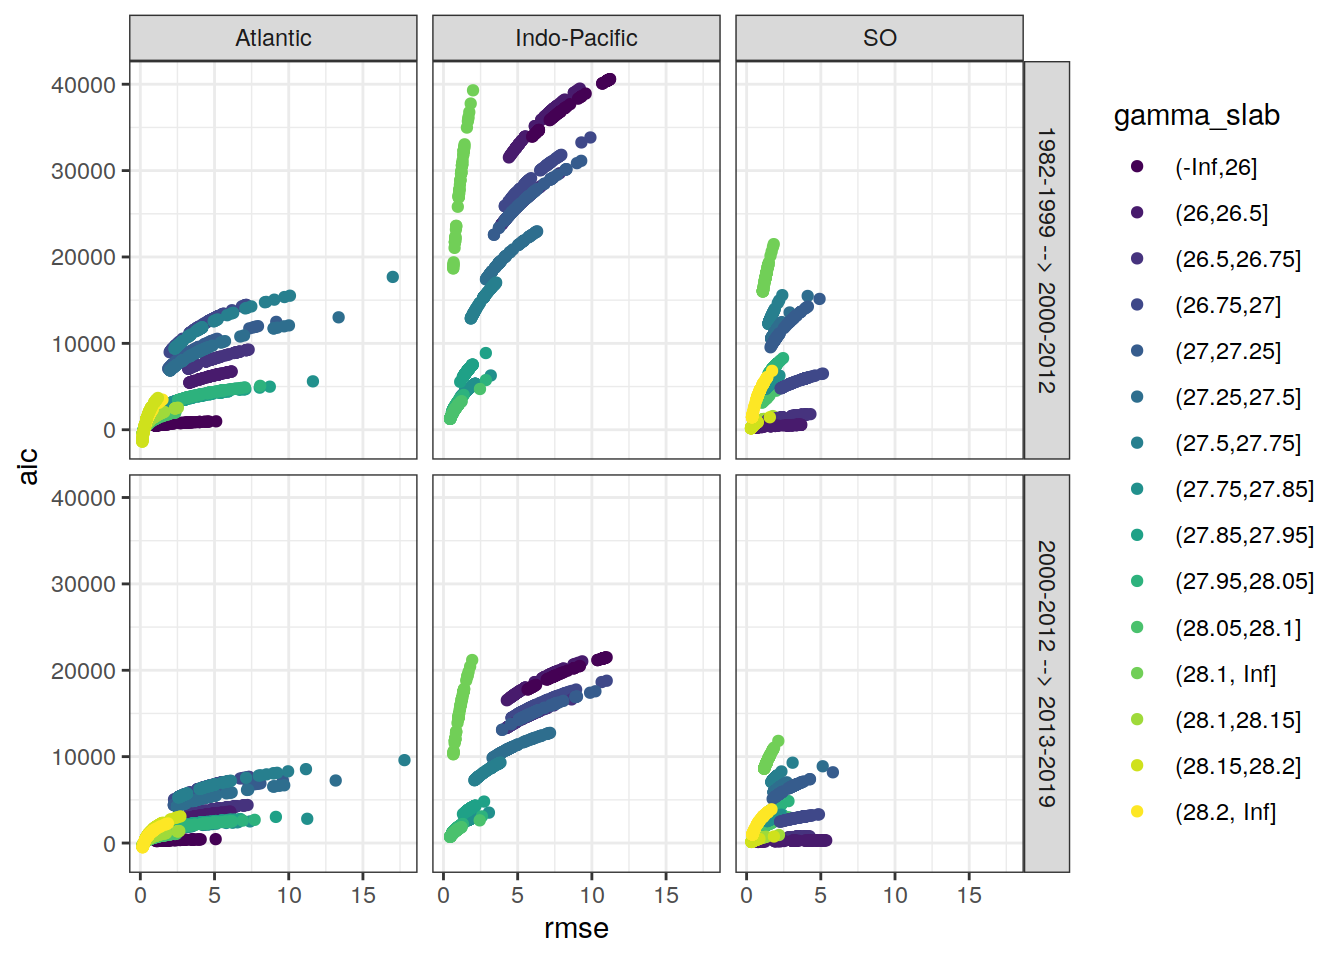 Atlantic
Indo-Pacific
SO
40000
30000
20000
10000
0
1982-1999 --> 2000-2012
aic
40000
30000
20000
10000
0
2000-2012 --> 2013-2019
0 5 10 15
0 5 10 15
0 5 10 15
rmse
gamma_slab
(-Inf,26]
(26,26.5]
(26.5,26.75]
(26.75,27]
(27,27.25]
(27.25,27.5]
(27.5,27.75]
(27.75,27.85]
(27.85,27.95]
(27.95,28.05]
(28.05,28.1]
(28.1, Inf]
(28.1,28.15]
(28.15,28.2]
(28.2, Inf]